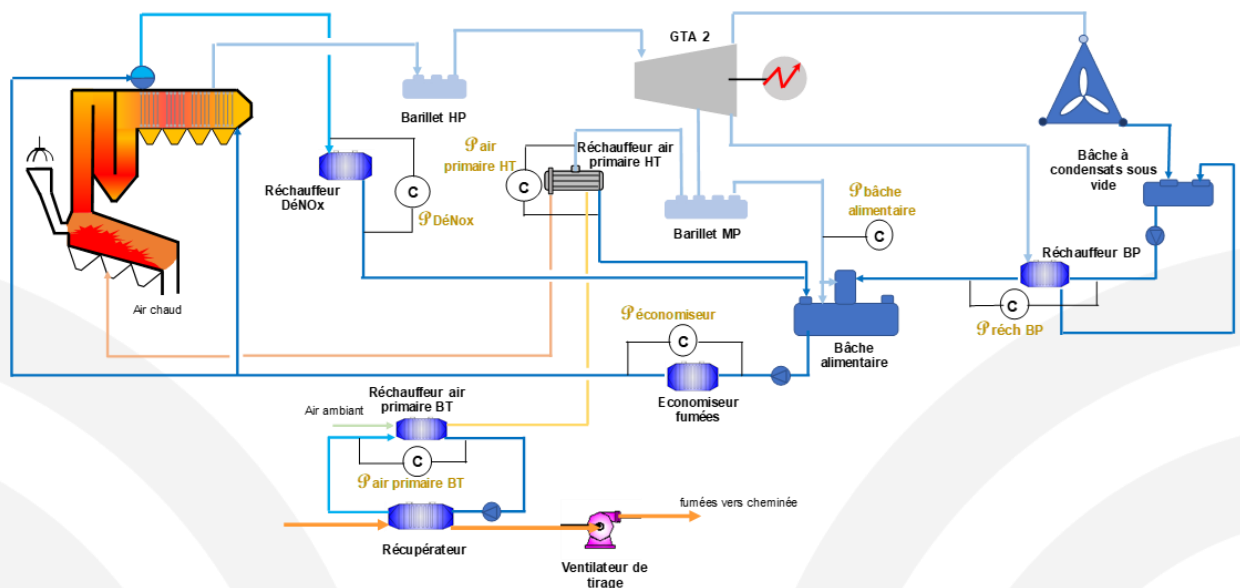 GTA 2
Barillet HP
Réchauffeur
DéNOx
C
𝒫 DéNox
𝒫 air
primaire HT
C
Réchauffeur air
primaire HT
Barillet MP
𝒫 bâche
alimentaire
C
Bâche à
condensats sous
vide
Réchauffeur BP
C
𝒫 réch BP
Air chaud
𝒫 économiseur
C
Economiseur
fumées
Bâche
alimentaire
Réchauffeur air
primaire BT
Air ambiant
C
𝒫 air primaire BT
Récupérateur
fumées vers cheminée
Ventilateur de
tirage